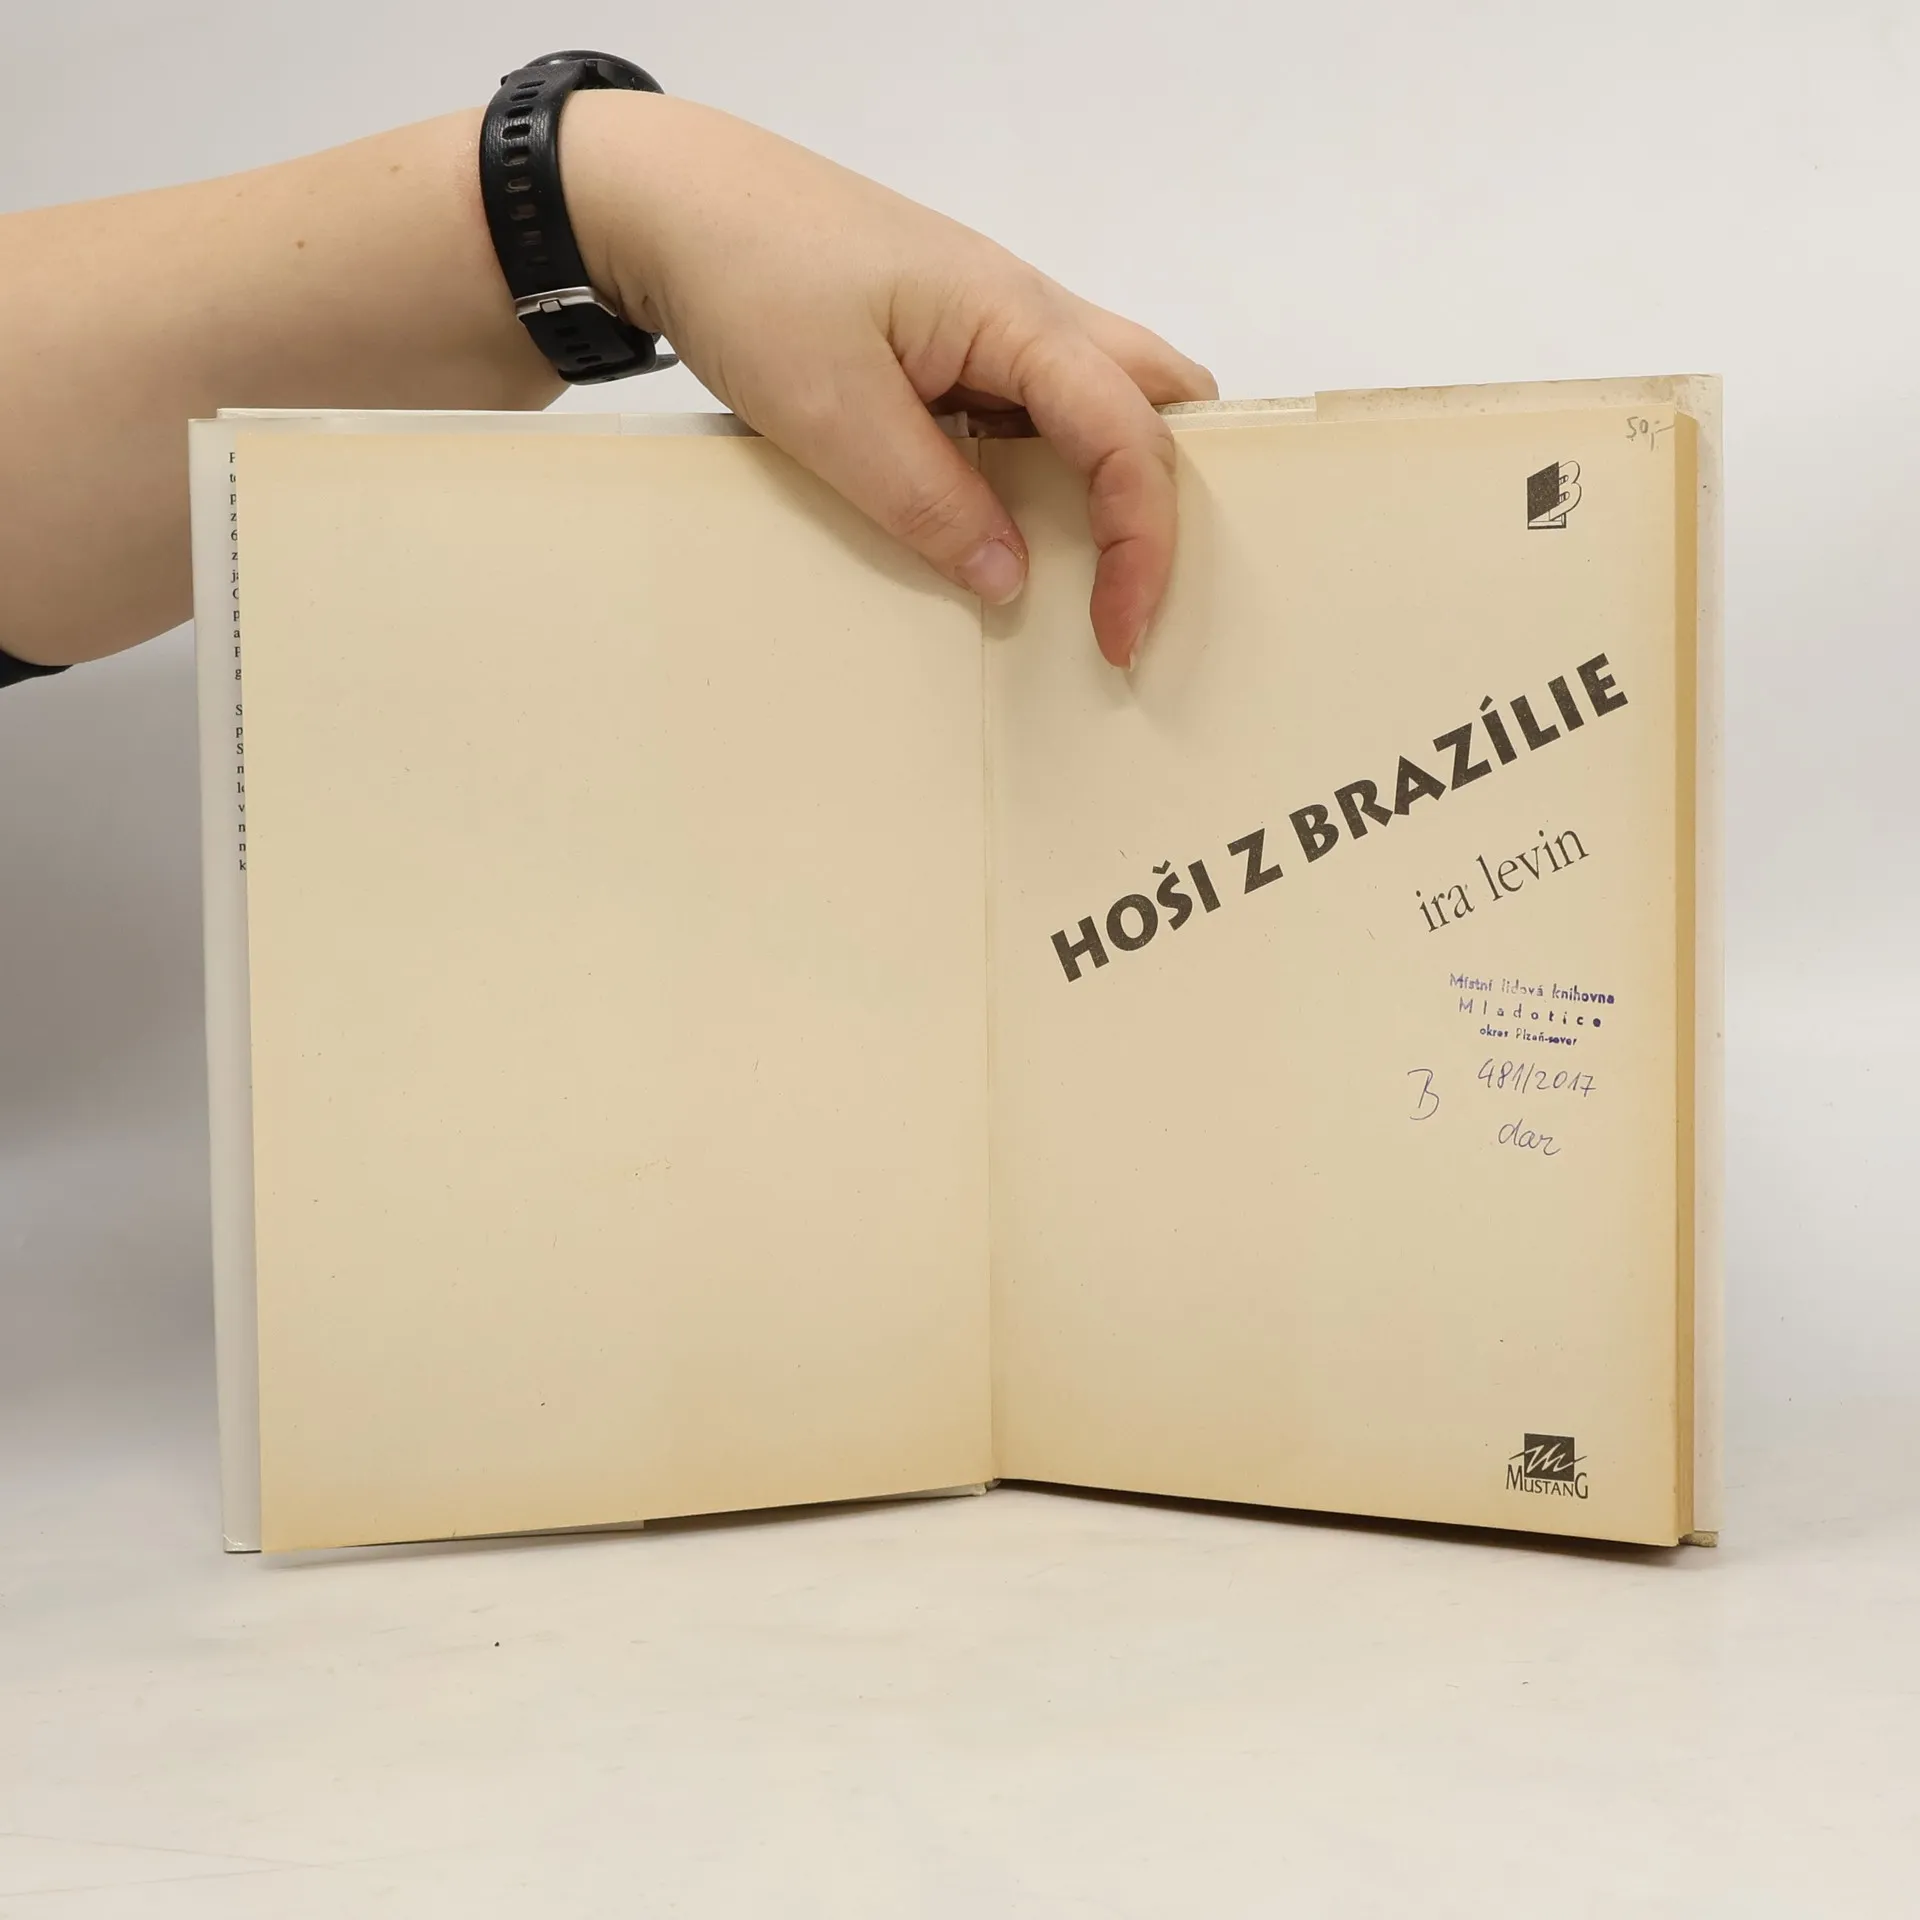 50,-
B
HOŠI Z BRAZÍLIE
ira levin
Místní lidová knihovna
Mladotice
okres Plzeň-sever
B 481/2017
dar
MUSTANG